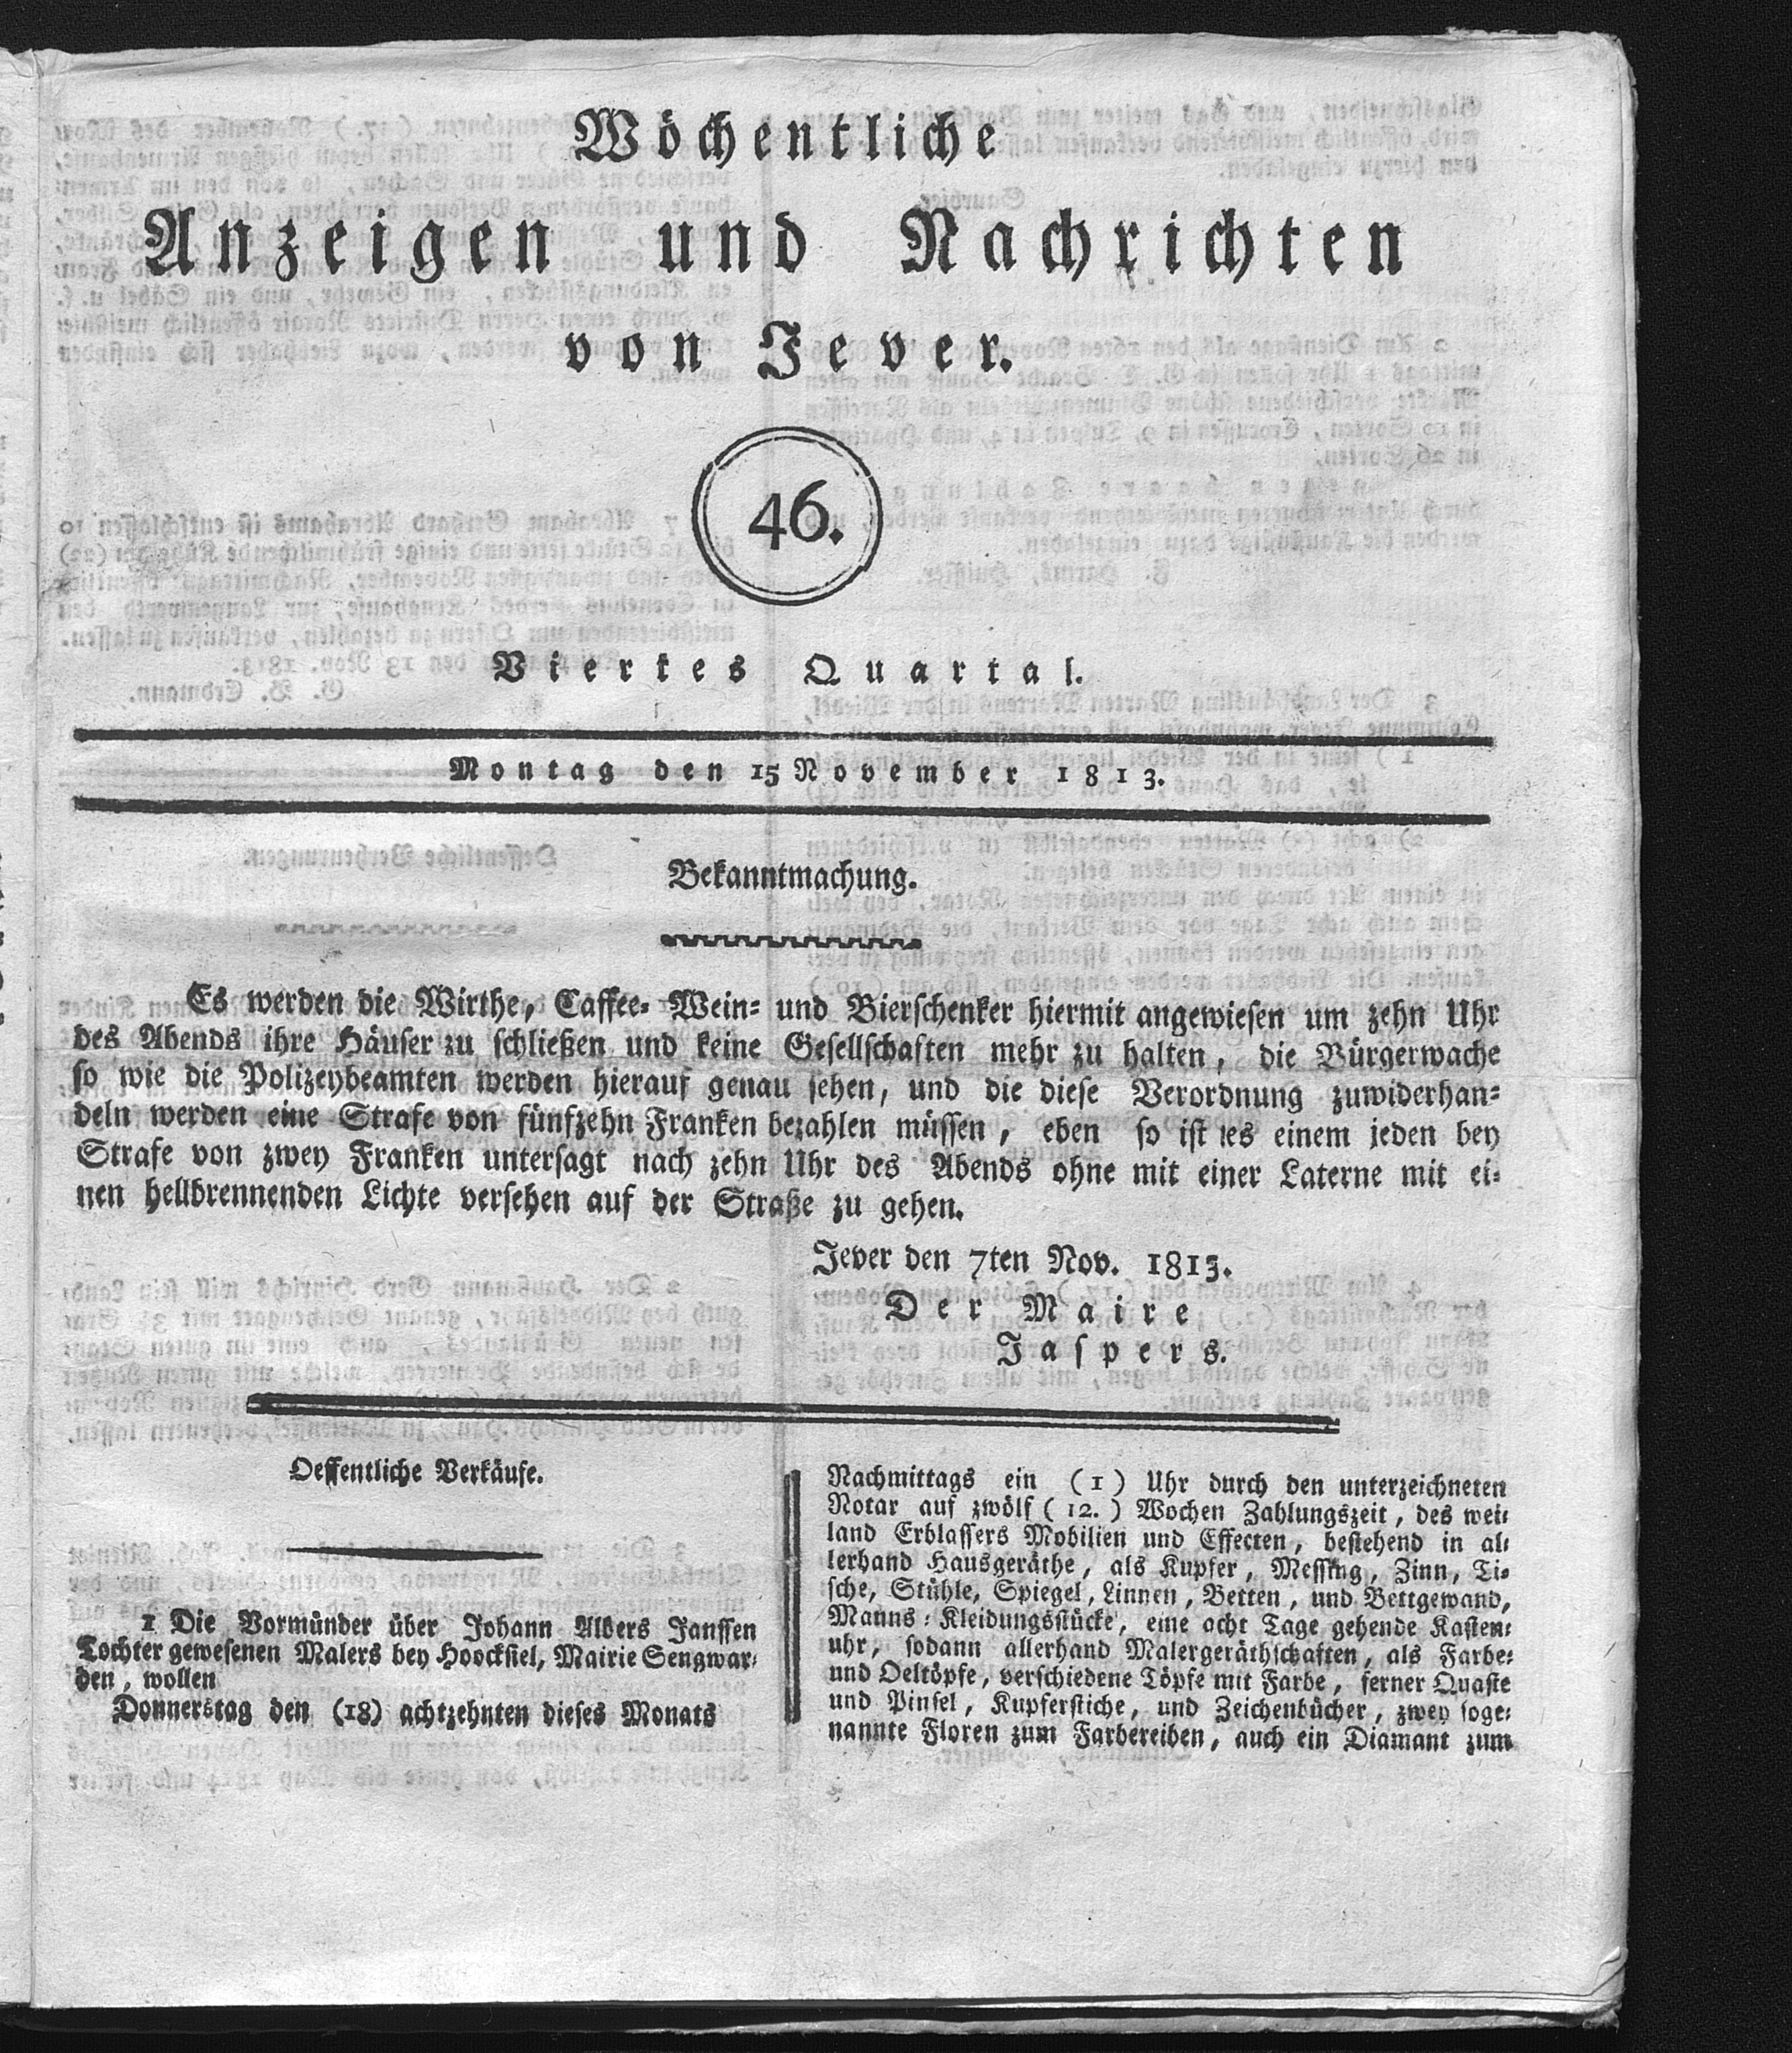 Wöchentliche
Anzeigen und Nachrichten
von Jever.
46.
Viertes Quartal.
Montag den 15 November 1813.
Bekanntmachung.
Es werden die Wirthe, Caffee- Wein- und Bierschenker hiermit angewiesen um zehn Uhr
des Abends ihre Häuser zu schließen und keine Gesellschaften mehr zu halten, die Bürgerwache
so wie die Polizeybeamten werden hierauf genau sehen, und die diese Verordnung zuwiderhan-
deln werden eine Strafe von fünfzehn Franken bezahlen müssen, eben so ist es einem jeden bey
Strafe von zwey Franken untersagt nach zehn Uhr des Abends ohne mit einer Laterne mit ei-
nen hellbrennenden Lichte versehen auf der Straße zu gehen.
Jever den 7ten Nov. 1813.
Der Maire
Jaspers.
Oeffentliche Verkäufe.
1 Die Vormünder über Johann Albers Janssen
Tochter gewesenen Malers bey Hoocksiel, Mairie Sengwar-
den, wollen
Donnerstag den (18) achtzehnten dieses Monats
Nachmittags ein (1) Uhr durch den unterzeichneten
Notar auf zwölf (12.) Wochen Zahlungszeit, des wei-
land Erblassers Mobilien und Effecten, bestehend in al-
lerhand Hausgeräthe, als Kupfer, Messing, Zinn, Ti-
sche, Stühle, Spiegel, Linnen, Betten, und Bettgewand,
Manns-Kleidungsstücke, eine acht Tage gehende Kasten-
uhr, sodann allerhand Malergeräthschaften, als Farbe-
und Oeltöpfe, verschiedene Töpfe mit Farbe, ferner Quaste
und Pinsel, Kupferstiche, und Zeichenbücher, zwey soge-
nannte Floren zum Farbereiben, auch ein Diamant zum